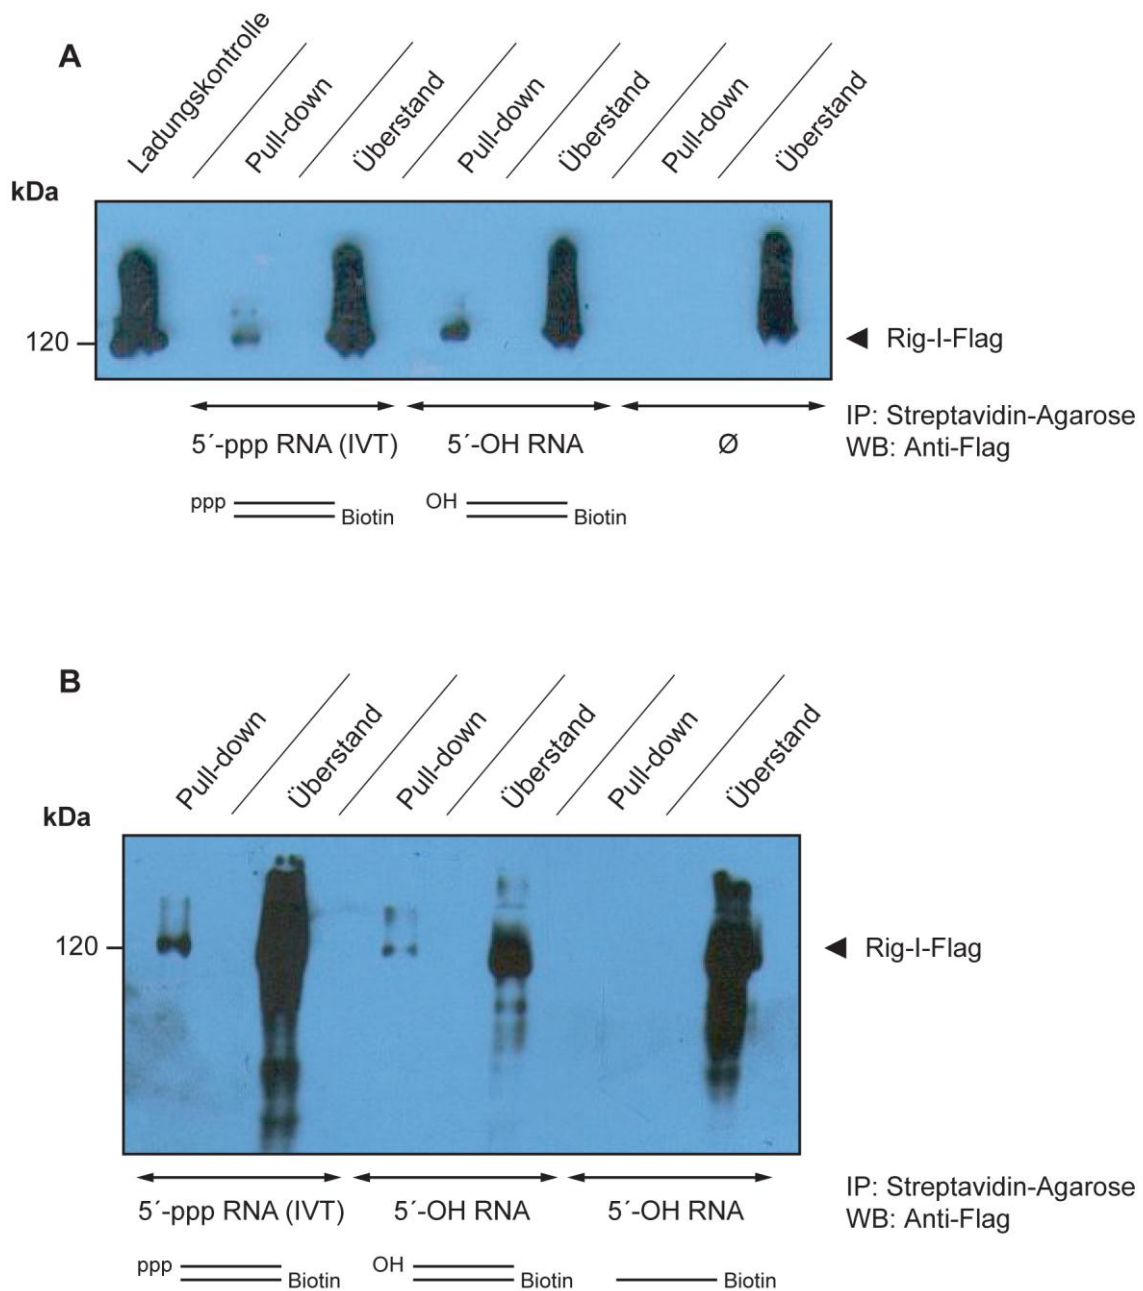 A
Ladungskontrolle
Pull-down
Überstand
Pull-down
Überstand
Pull-down
Überstand
kDa
120
Rig-I-Flag
5´-ppp RNA (IVT)
5´-OH RNA
Ø
IP: Streptavidin-Agarose
WB: Anti-Flag
ppp
Biotin
OH
Biotin
B
Pull-down
Überstand
Pull-down
Überstand
Pull-down
Überstand
kDa
120
Rig-I-Flag
5´-ppp RNA (IVT)
5´-OH RNA
5´-OH RNA
IP: Streptavidin-Agarose
WB: Anti-Flag
ppp
Biotin
OH
Biotin
Biotin